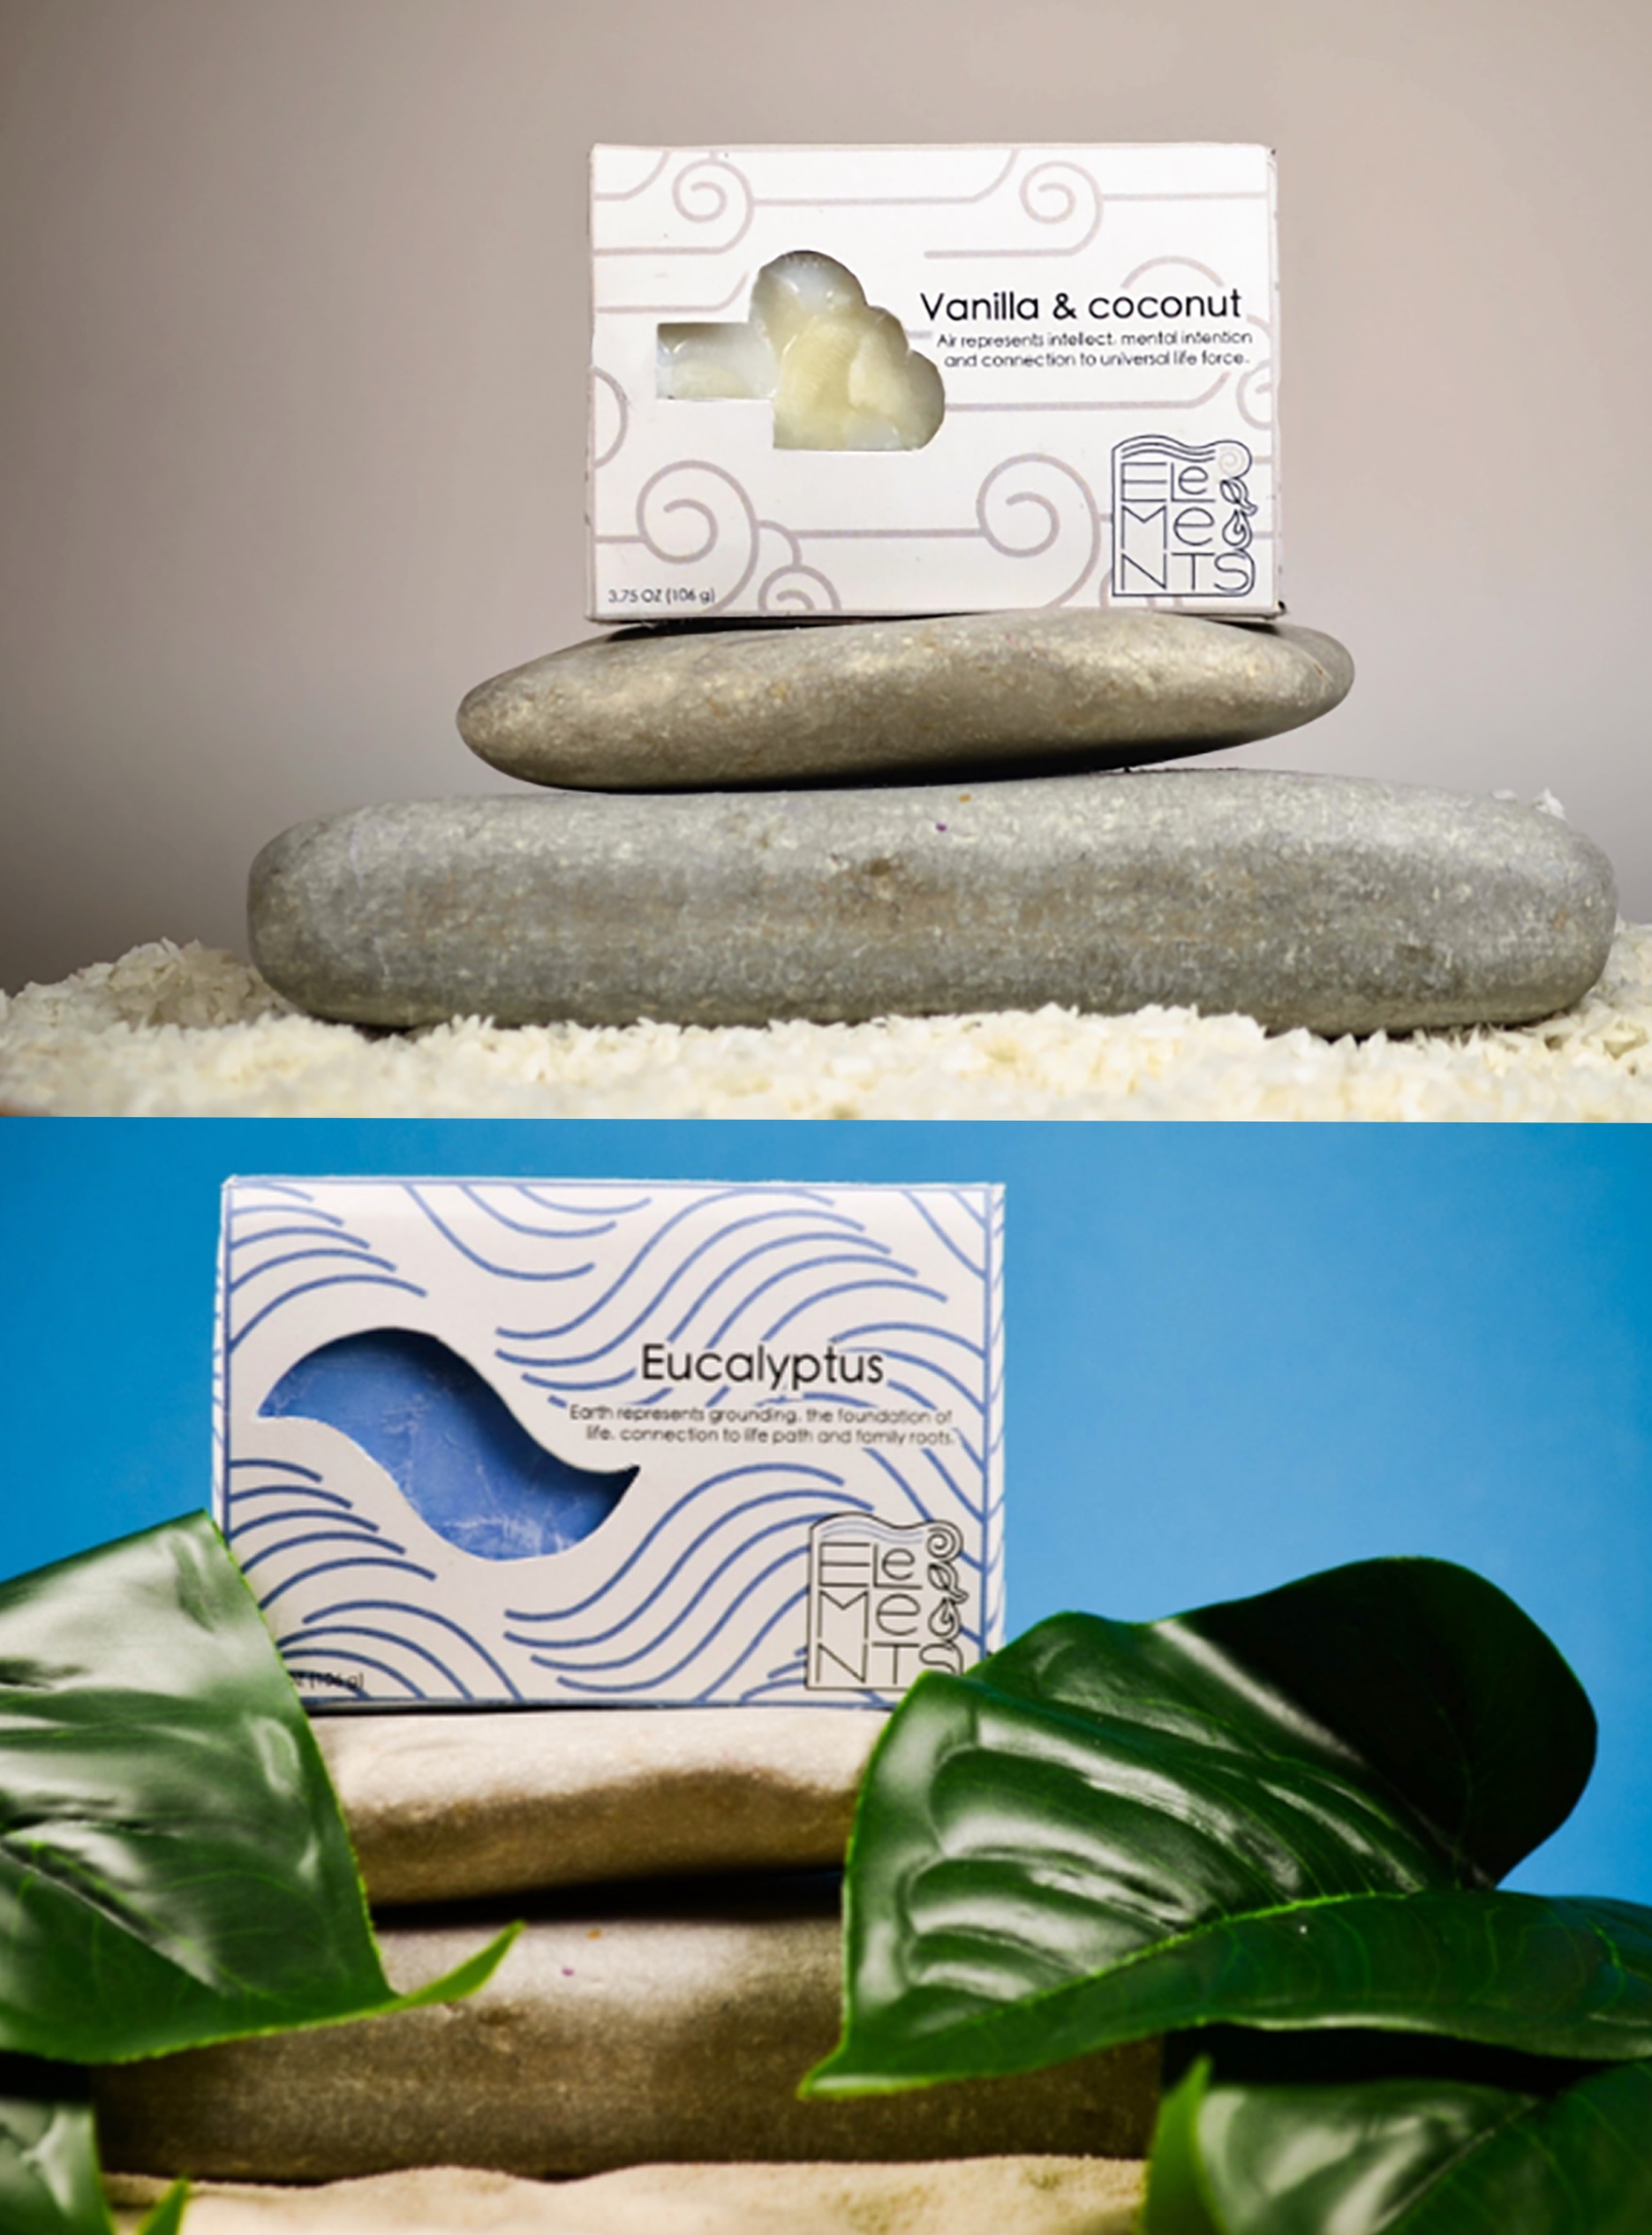 Vanilla & coconut
Air represents intellect, mental intention
and connection to universal life force.
ELe
Me
NTS
3.75 OZ (106 g)
Eucalyptus
Earth represents grounding, the foundation of
life, connection to life path and family roots.
ELe
Me
NTS
oz (106 g)